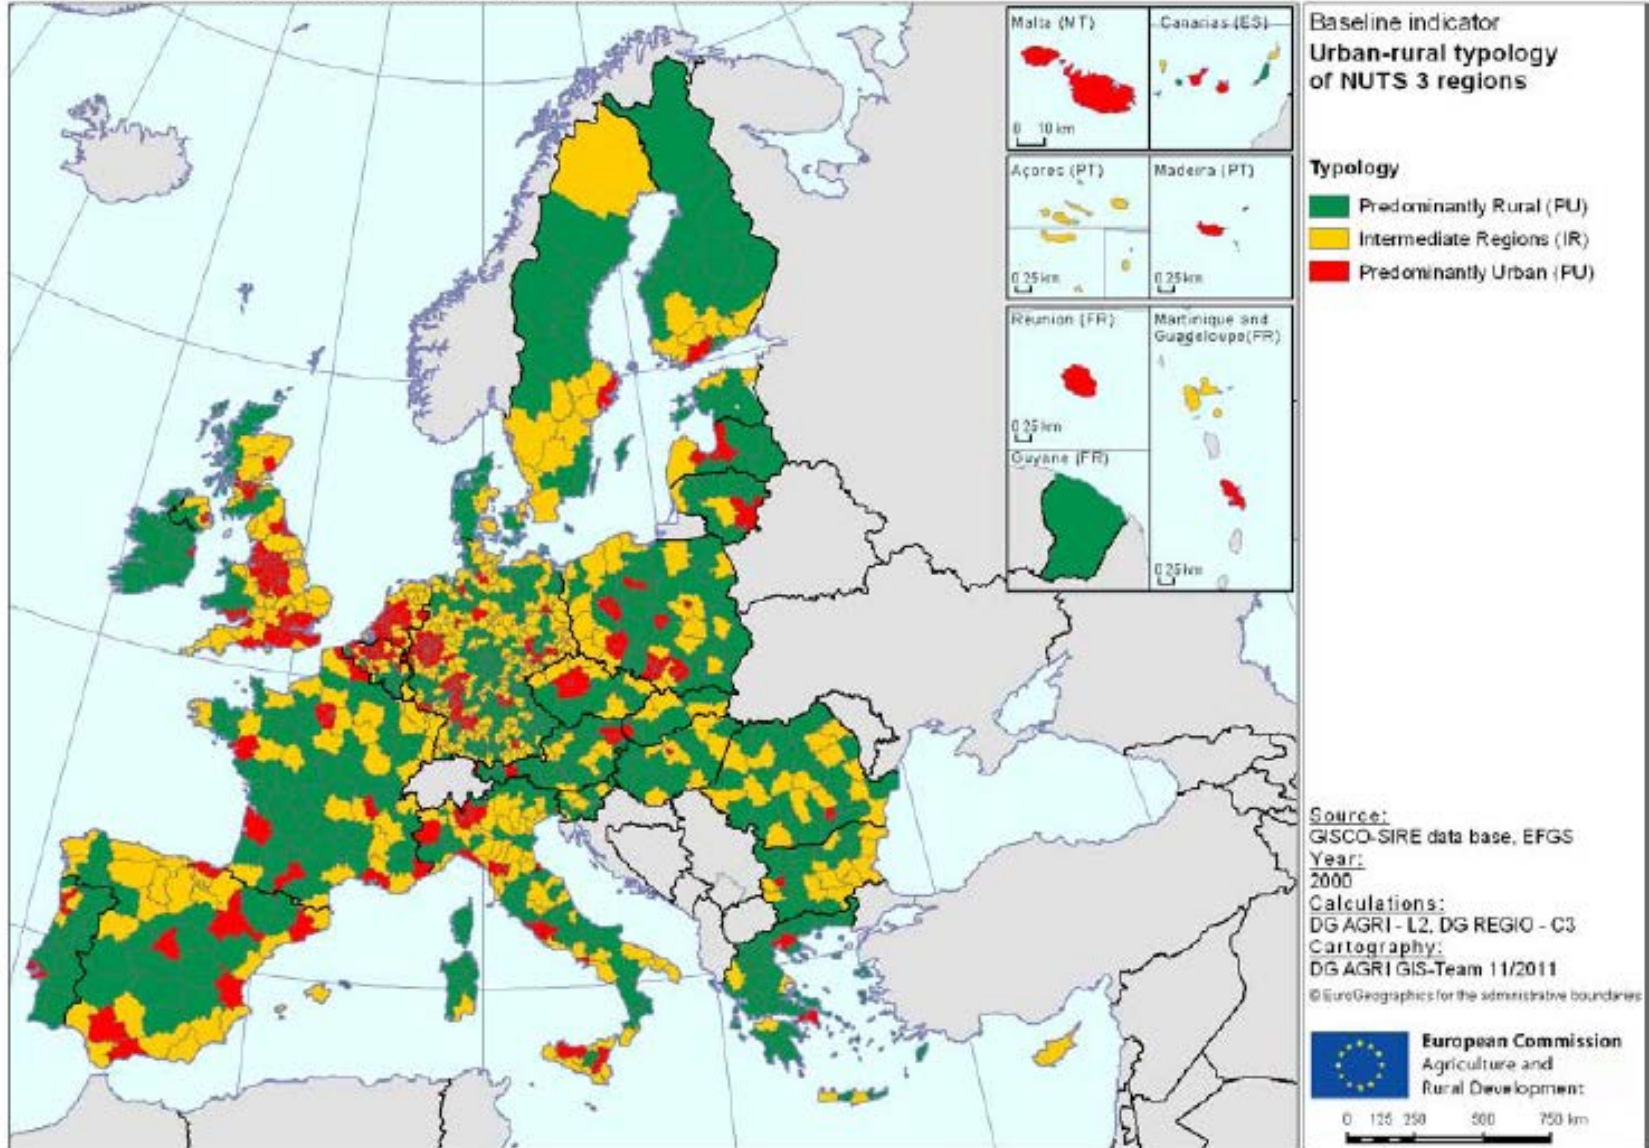 Malta (MT)
Canarias (ES)
0 10 km
Açores (PT)
Madeira (PT)
0 25 km
0 25 km
Réunion (FR)
Martinique and
Guadeloupe(FR)
0 25 km
Guyane (FR)
0 25 km
Baseline indicator
Urban-rural typology
of NUTS 3 regions
Typology
Predominantly Rural (PU)
Intermediate Regions (IR)
Predominantly Urban (PU)
Source:
GISCO-SIRE data base, EFGS
Year:
2000
Calculations:
DG AGRI - L2, DG REGIO - C3
Cartography:
DG AGRI GIS-Team 11/2011
© EuroGeographics for the administrative boundaries
European Commission
Agriculture and
Rural Development
0 125 250 500 750 km